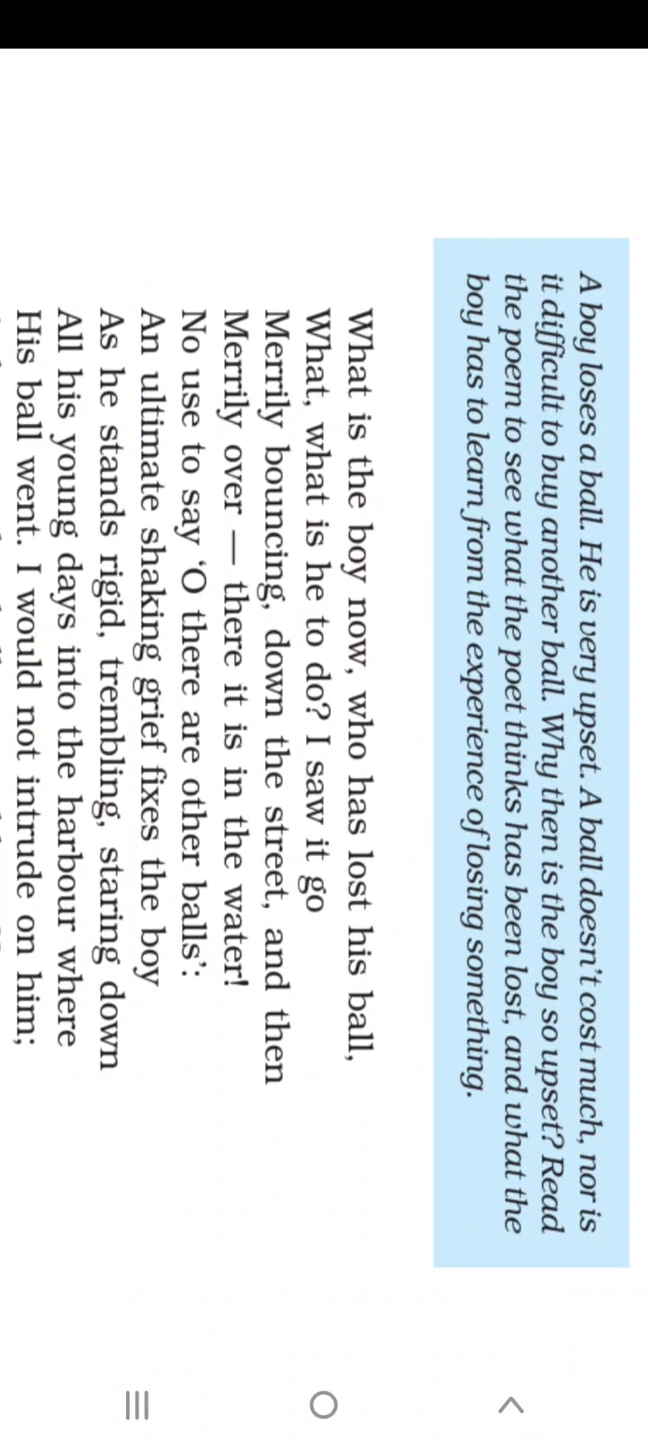 A boy loses a ball. He is very upset. A ball doesn't cost much, nor is
it difficult to buy another ball. Why then is the boy so upset? Read
the poem to see what the poet thinks has been lost, and what the
boy has to learn from the experience of losing something.
What is the boy now, who has lost his ball,
What, what is he to do? I saw it go
Merrily bouncing, down the street, and then
Merrily over — there it is in the water!
No use to say ‘O there are other balls’:
An ultimate shaking grief fixes the boy
As he stands rigid, trembling, staring down
All his young days into the harbour where
His ball went. I would not intrude on him;